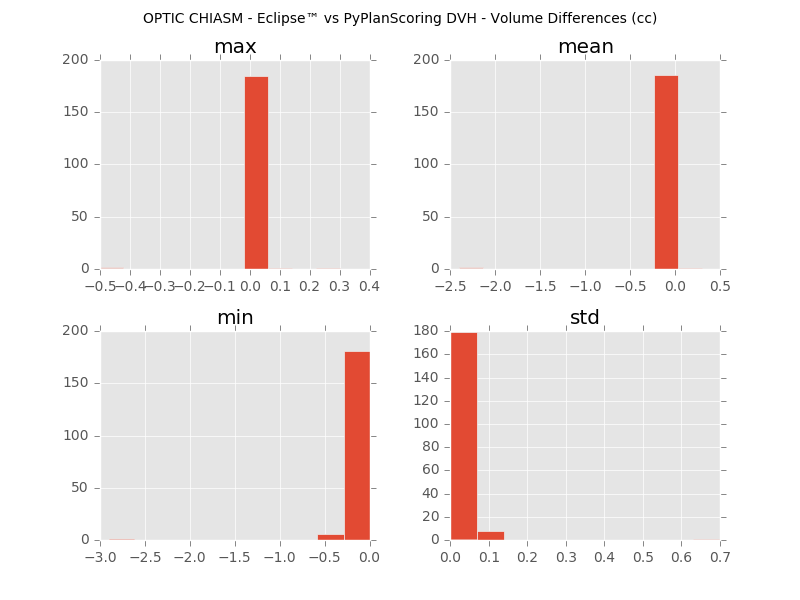 OPTIC CHIASM - Eclipse™ vs PyPlanScoring DVH - Volume Differences (cc)
max
200
150
100
50
0
−0.5 −0.4 −0.3 −0.2 −0.1 0.0 0.1 0.2 0.3 0.4
mean
200
150
100
50
0
−2.5 −2.0 −1.5 −1.0 −0.5 0.0 0.5
min
200
150
100
50
0
−3.0 −2.5 −2.0 −1.5 −1.0 −0.5 0.0
std
180
160
140
120
100
80
60
40
20
0
0.0 0.1 0.2 0.3 0.4 0.5 0.6 0.7